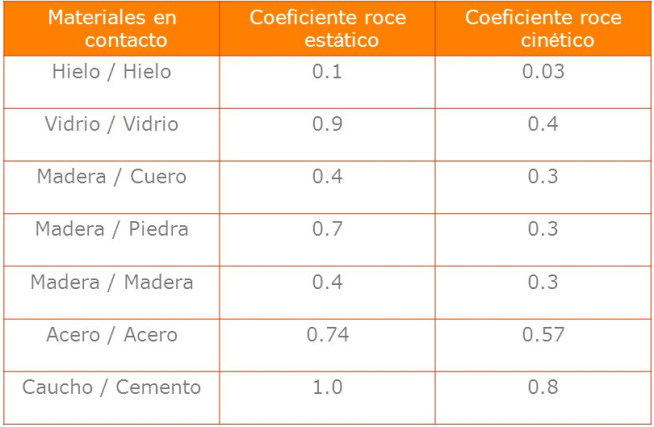 Materiales en contacto Coeficiente roce estático Coeficiente roce cinético
Hielo / Hielo 0.1 0.03
Vidrio / Vidrio 0.9 0.4
Madera / Cuero 0.4 0.3
Madera / Piedra 0.7 0.3
Madera / Madera 0.4 0.3
Acero / Acero 0.74 0.57
Caucho / Cemento 1.0 0.8